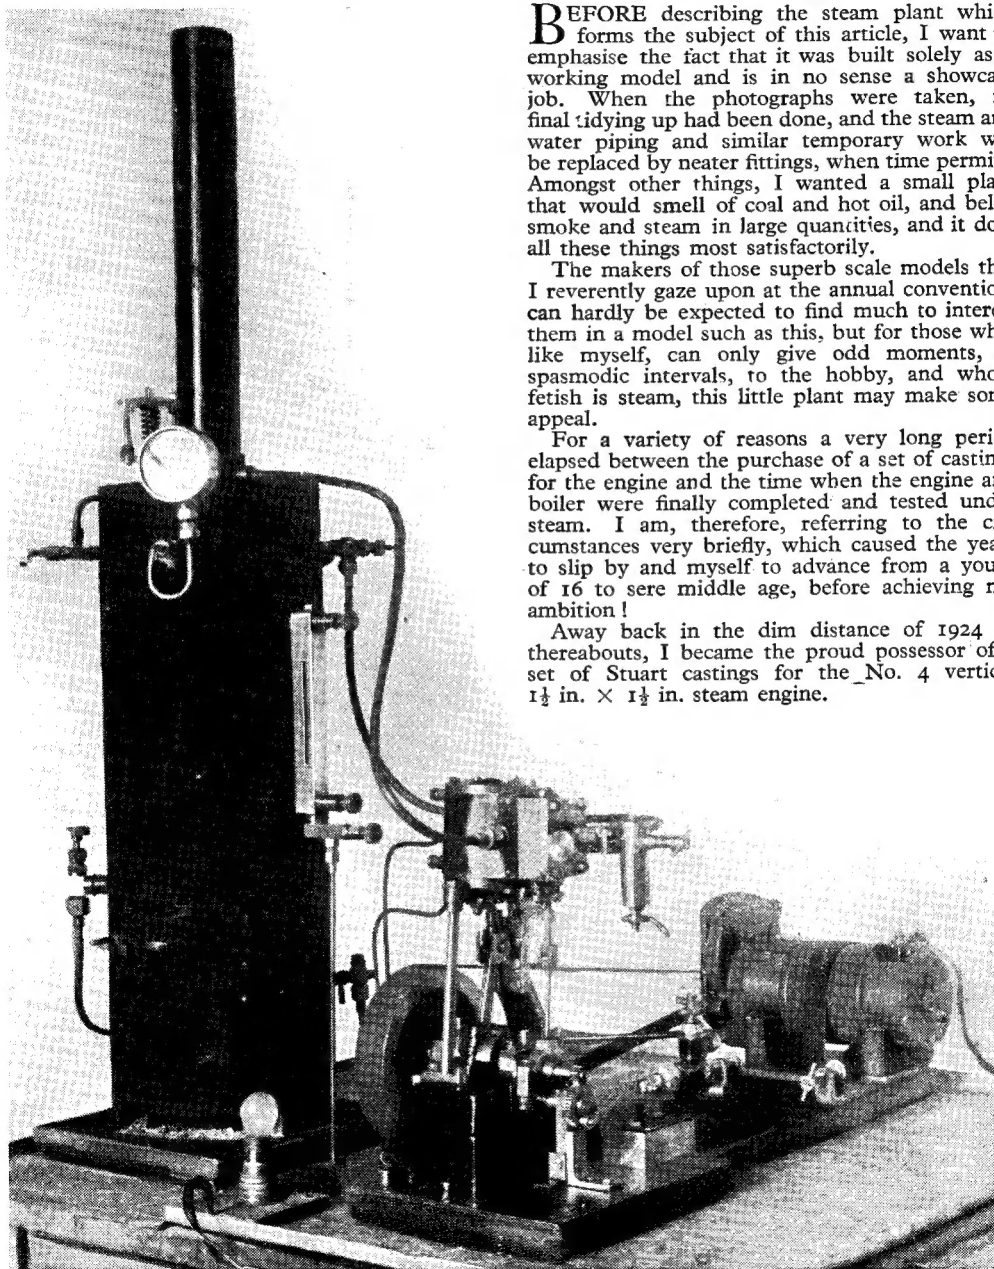 BEFORE describing the steam plant whi
forms the subject of this article, I want
emphasise the fact that it was built solely as
working model and is in no sense a showca
job. When the photographs were taken,
final tidying up had been done, and the steam a
water piping and similar temporary work w
be replaced by neater fittings, when time permi
Amongst other things, I wanted a small pla
that would smell of coal and hot oil, and bel
smoke and steam in large quantities, and it do
all these things most satisfactorily.
The makers of those superb scale models th
I reverently gaze upon at the annual conventio
can hardly be expected to find much to intere
them in a model such as this, but for those wh
like myself, can only give odd moments,
spasmodic intervals, to the hobby, and who
fetish is steam, this little plant may make so
appeal.
For a variety of reasons a very long peri
elapsed between the purchase of a set of castin
for the engine and the time when the engine a
boiler were finally completed and tested und
steam. I am, therefore, referring to the c
cumstances very briefly, which caused the yea
to slip by and myself to advance from a you
of 16 to sere middle age, before achieving
ambition !
Away back in the dim distance of 1924
thereabouts, I became the proud possessor of
set of Stuart castings for the No. 4 vertic
1½ in. × 1½ in. steam engine.